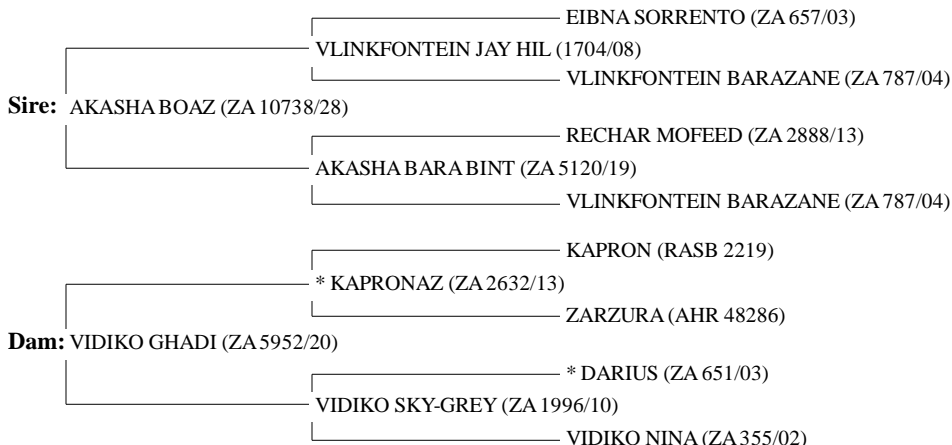 EIBNA SORRENTO (ZA 657/03)
VLINKFONTEIN JAY HIL (1704/08)
VLINKFONTEIN BARAZANE (ZA 787/04)
Sire: AKASHA BOAZ (ZA 10738/28)
RECHAR MOFEED (ZA 2888/13)
AKASHA BARA BINT (ZA 5120/19)
VLINKFONTEIN BARAZANE (ZA 787/04)
KAPRON (RASB 2219)
* KAPRONAZ (ZA 2632/13)
ZARZURA (AHR 48286)
Dam: VIDIKO GHADI (ZA 5952/20)
* DARIUS (ZA 651/03)
VIDIKO SKY-GREY (ZA 1996/10)
VIDIKO NINA (ZA 355/02)